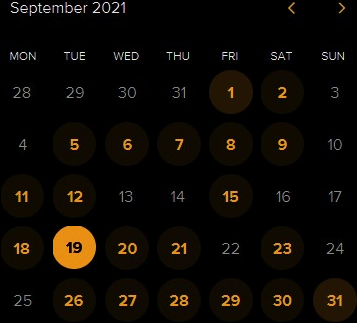 September 2021 < >
MON TUE WED THU FRI SAT SUN
28 29 30 31 1 2 3
4 5 6 7 8 9 10
11 12 13 14 15 16 17
18 19 20 21 22 23 24
25 26 27 28 29 30 31